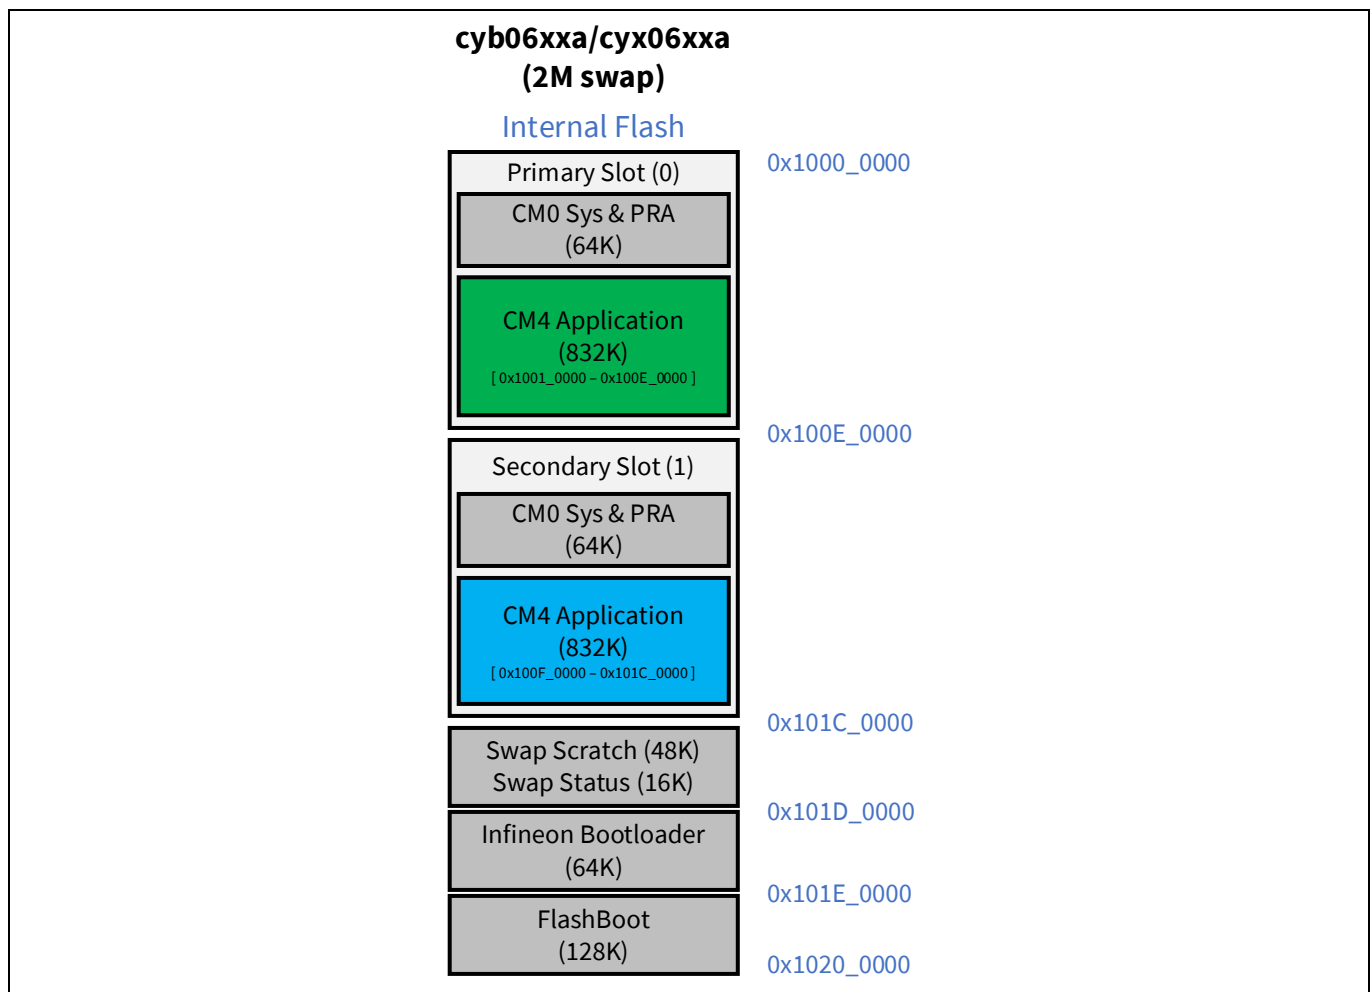 cyb06xxa/cyx06xxa
(2M swap)
Internal Flash
0x1000_0000
Primary Slot (0)
CM0 Sys & PRA
(64K)
CM4 Application
(832K)
[ 0x1001_0000 – 0x100E_0000 ]
0x100E_0000
Secondary Slot (1)
CM0 Sys & PRA
(64K)
CM4 Application
(832K)
[ 0x100F_0000 – 0x101C_0000 ]
0x101C_0000
Swap Scratch (48K)
Swap Status (16K)
0x101D_0000
Infineon Bootloader
(64K)
0x101E_0000
FlashBoot
(128K)
0x1020_0000